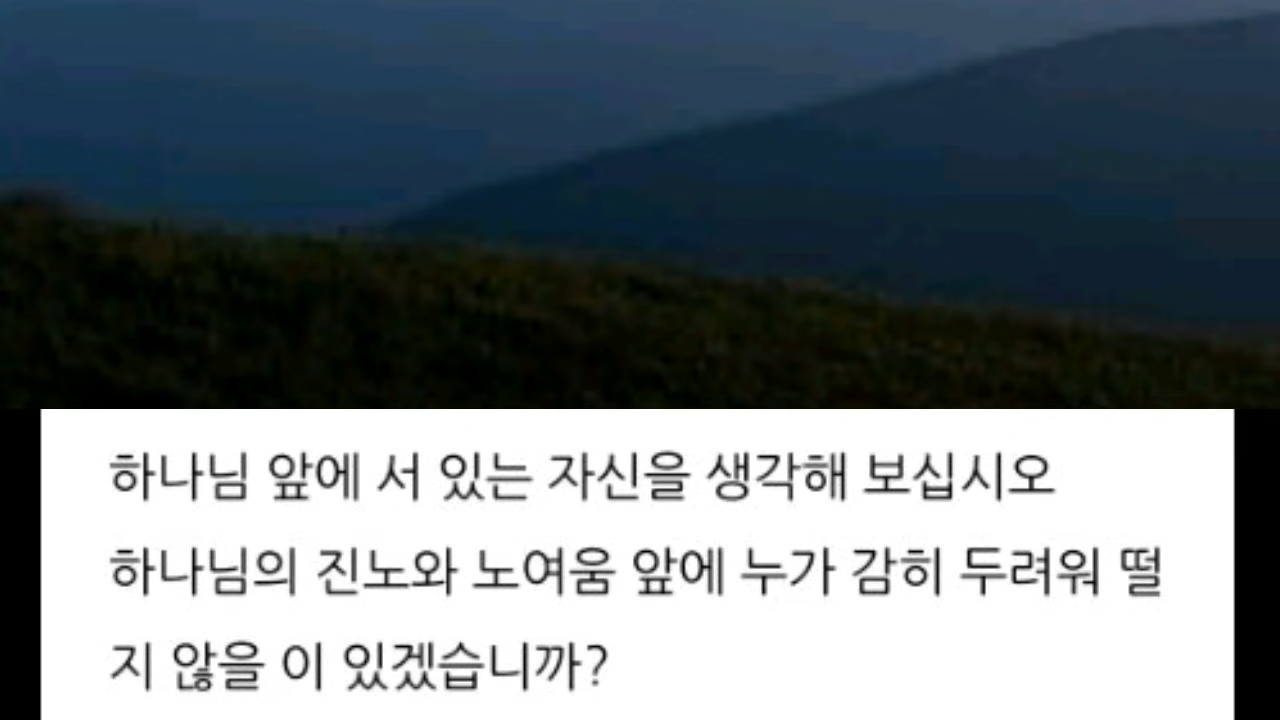 하나님 앞에 서 있는 자신을 생각해 보십시오
하나님의 진노와 노여움 앞에 누가 감히 두려워 떨
지 않을 이 있겠습니까?